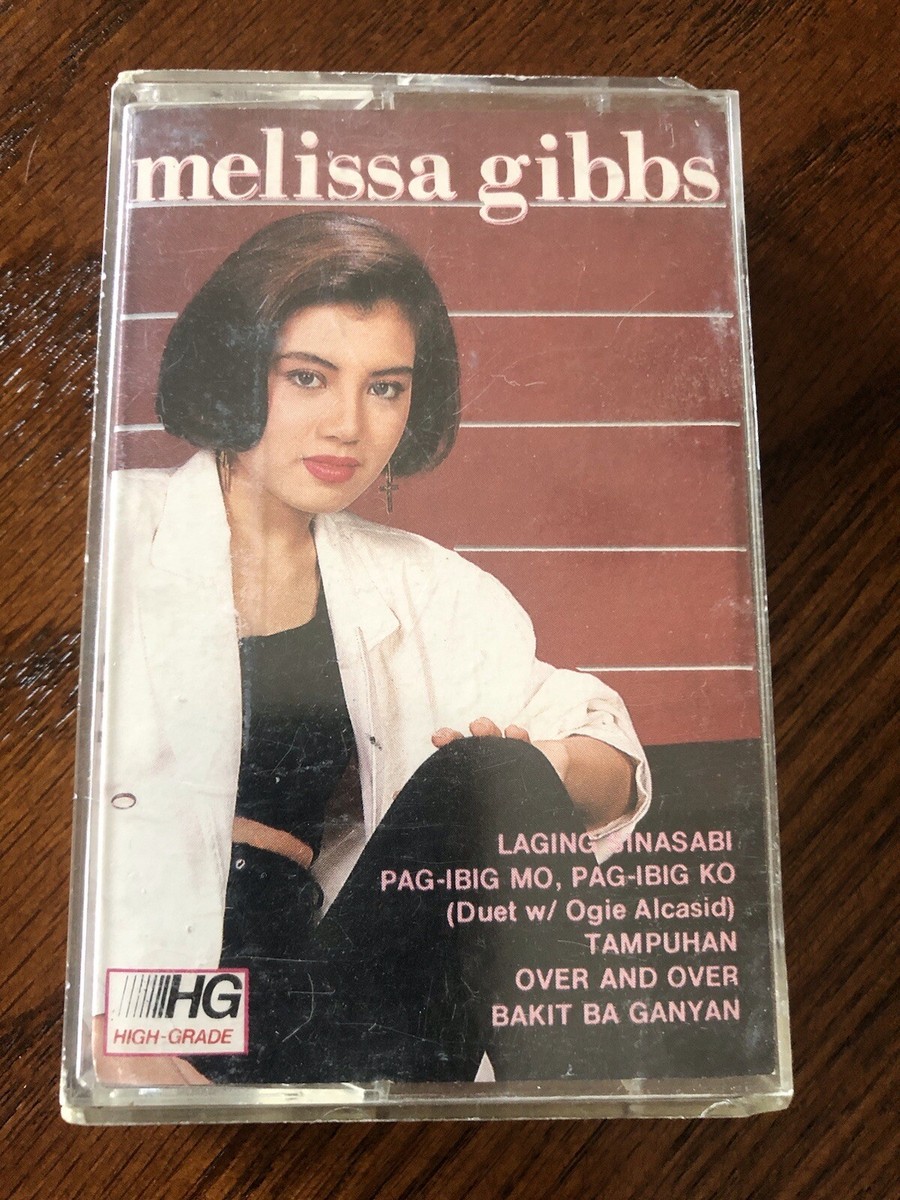 melissa gibbs
LAGING SINASABI
PAG-IBIG MO, PAG-IBIG KO
(Duet w/ Ogie Alcasid)
TAMPUHAN
OVER AND OVER
BAKIT BA GANYAN
HG
HIGH-GRADE